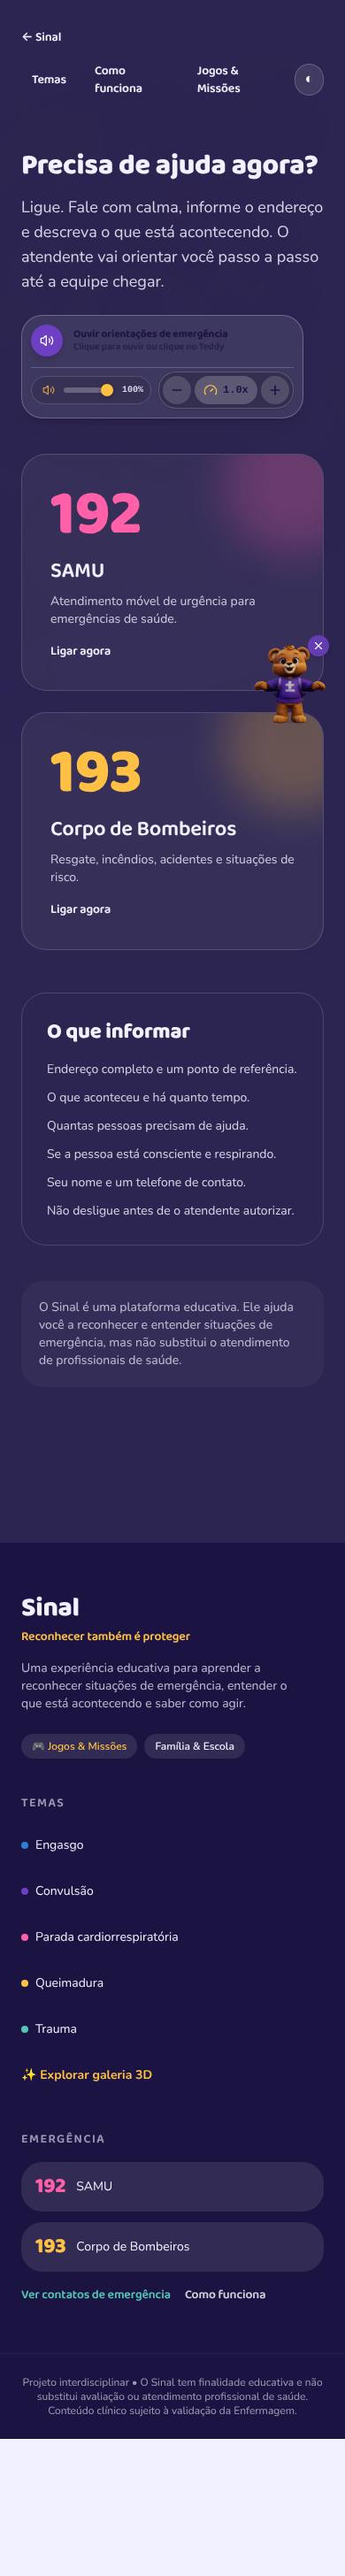 ← Sinal
Temas
Como
funciona
Jogos &
Missões
Precisa de ajuda agora?
Ligue. Fale com calma, informe o endereço
e descreva o que está acontecendo. O
atendente vai orientar você passo a passo
até a equipe chegar.
Ouvir orientações de emergência
Clique para ouvir ou clique no Teddy
100%
1.0x
192
SAMU
Atendimento móvel de urgência para
emergências de saúde.
Ligar agora
193
Corpo de Bombeiros
Resgate, incêndios, acidentes e situações de
risco.
Ligar agora
O que informar
Endereço completo e um ponto de referência.
O que aconteceu e há quanto tempo.
Quantas pessoas precisam de ajuda.
Se a pessoa está consciente e respirando.
Seu nome e um telefone de contato.
Não desligue antes de o atendente autorizar.
O Sinal é uma plataforma educativa. Ele ajuda
você a reconhecer e entender situações de
emergência, mas não substitui o atendimento
de profissionais de saúde.
Sinal
Reconhecer também é proteger
Uma experiência educativa para aprender a
reconhecer situações de emergência, entender o
que está acontecendo e saber como agir.
🎮 Jogos & Missões
Família & Escola
TEMAS
Engasgo
Convulsão
Parada cardiorrespiratória
Queimadura
Trauma
✨ Explorar galeria 3D
EMERGÊNCIA
192 SAMU
193 Corpo de Bombeiros
Ver contatos de emergência
Como funciona
Projeto interdisciplinar • O Sinal tem finalidade educativa e não
substitui avaliação ou atendimento profissional de saúde.
Conteúdo clínico sujeito à validação da Enfermagem.